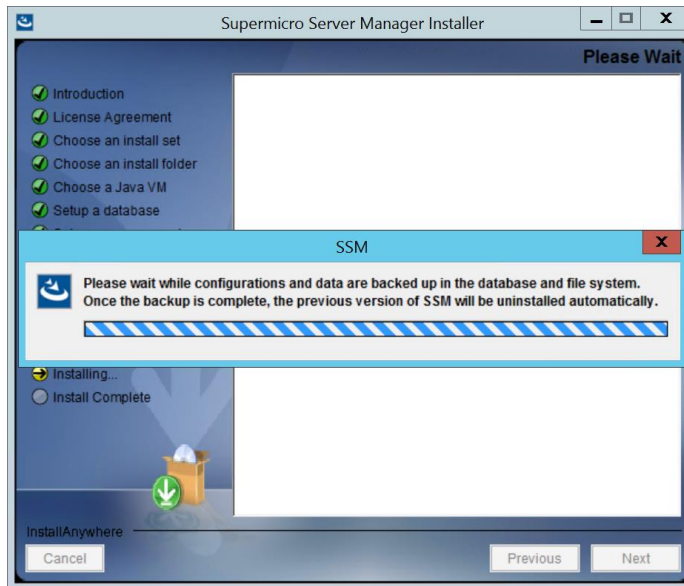 Supermicro Server Manager Installer
Please Wait
Introduction
License Agreement
Choose an install set
Choose an install folder
Choose a Java VM
Setup a database
SSM
Please wait while configurations and data are backed up in the database and file system.
Once the backup is complete, the previous version of SSM will be uninstalled automatically.
Installing...
Install Complete
InstallAnywhere
Cancel
Previous
Next